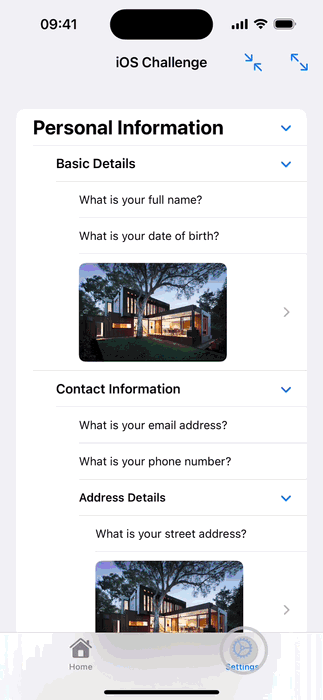 09:41
iOS Challenge
Personal Information
Basic Details
What is your full name?
What is your date of birth?
Contact Information
What is your email address?
What is your phone number?
Address Details
What is your street address?
Home
Settings